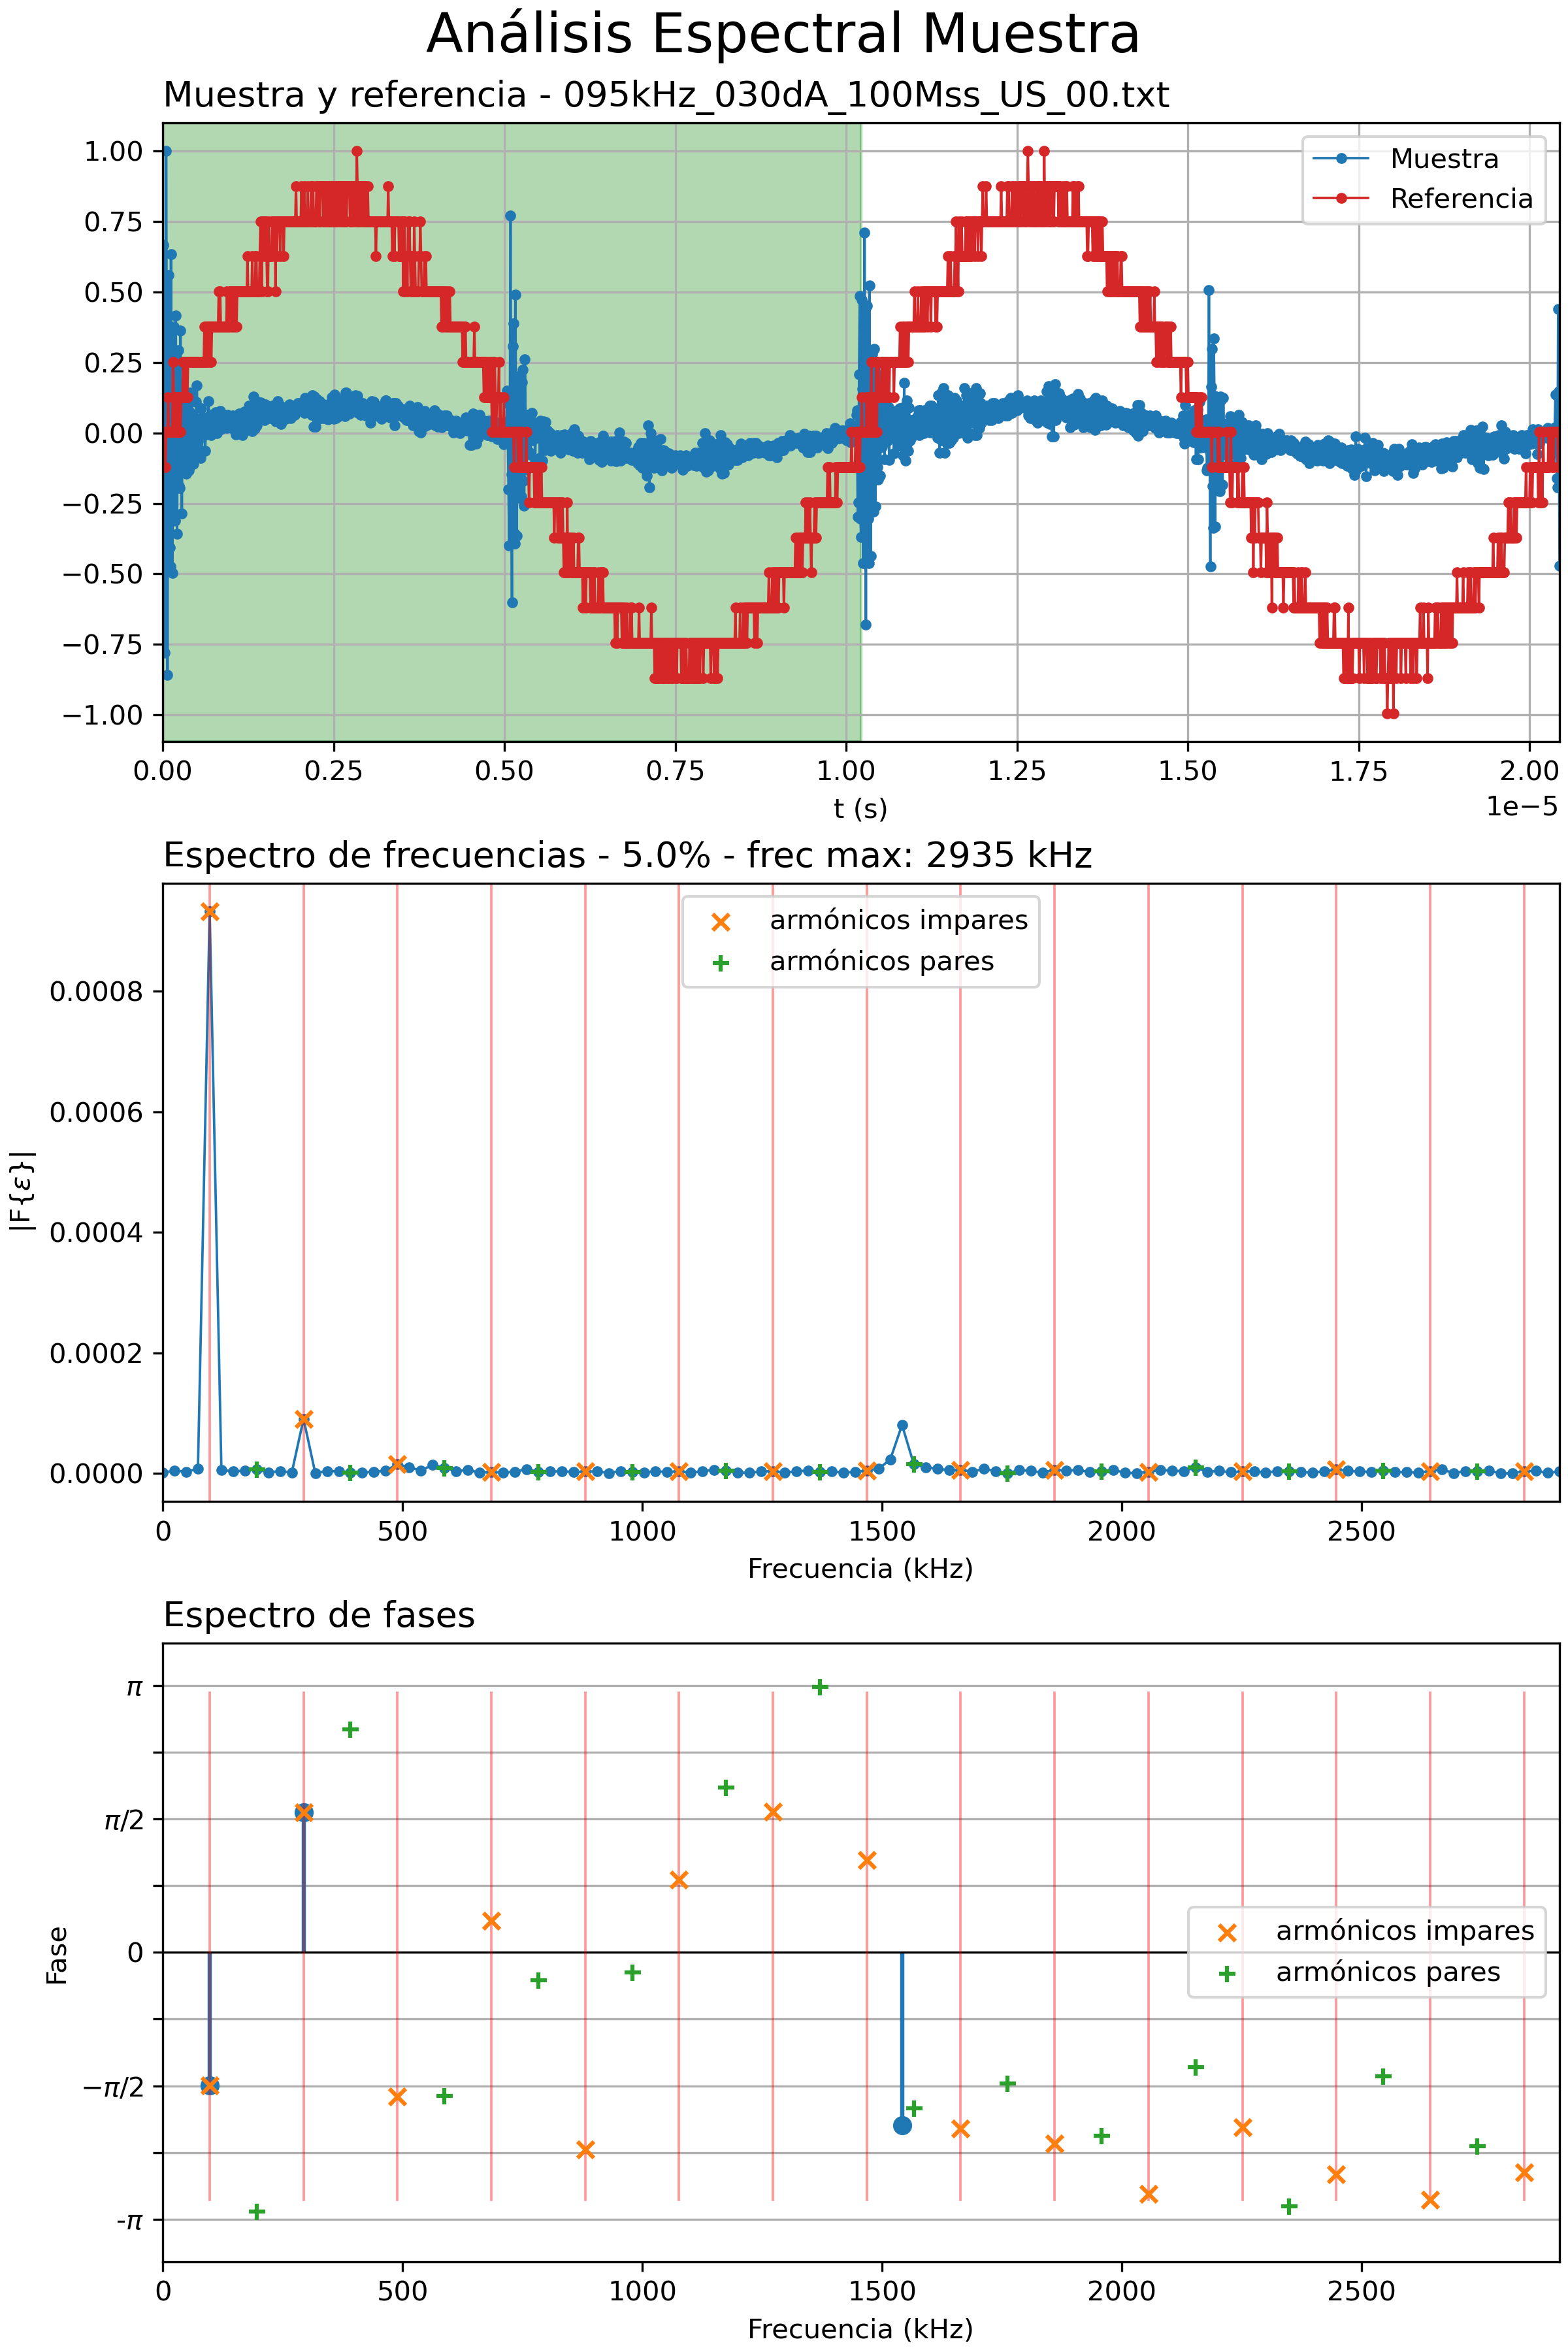 Análisis Espectral Muestra
Muestra y referencia - 095kHz_030dA_100Mss_US_00.txt
Muestra
Referencia
1.00
0.75
0.50
0.25
0.00
−0.25
−0.50
−0.75
−1.00
0.00 0.25 0.50 0.75 1.00 1.25 1.50 1.75 2.00
t (s)
1e−5
Espectro de frecuencias - 5.0% - frec max: 2935 kHz
armónicos impares
armónicos pares
0.0008
0.0006
0.0004
0.0002
0.0000
|F{ε}|
0 500 1000 1500 2000 2500
Frecuencia (kHz)
Espectro de fases
π
π/2
0
−π/2
-π
Fase
armónicos impares
armónicos pares
0 500 1000 1500 2000 2500
Frecuencia (kHz)